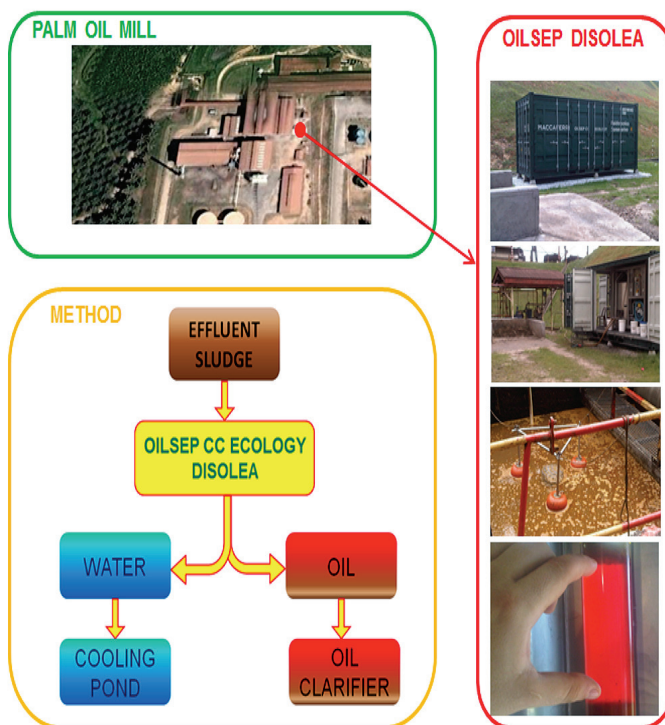 PALM OIL MILL
OILSEP DISOLEA
MACCAFERRI
METHOD
EFFLUENT
SLUDGE
OILSEP CC ECOLOGY
DISOLEA
WATER
OIL
COOLING
POND
OIL
CLARIFIER